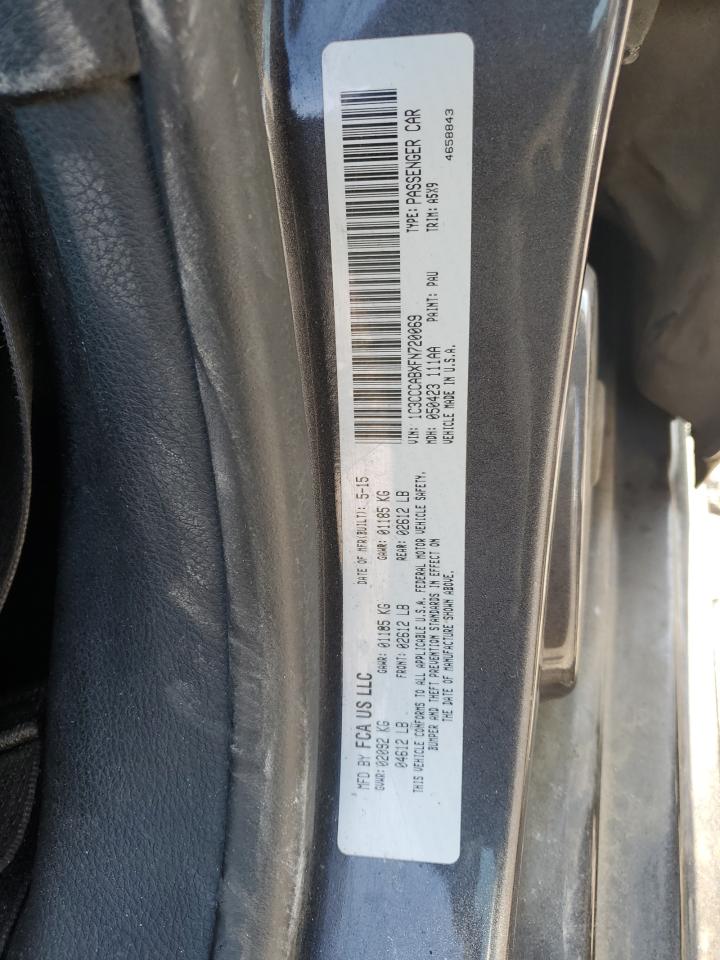 MFD BY FCA US LLC
DATE OF MFR(BUILT): 5-15
GVWR: 02092 KG
GAWR: 01185 KG
GAWR: 01185 KG
04612 LB
FRONT: 02612 LB
REAR: 02612 LB
THIS VEHICLE CONFORMS TO ALL APPLICABLE U.S.A. FEDERAL MOTOR VEHICLE SAFETY,
BUMPER AND THEFT PREVENTION STANDARDS IN EFFECT ON
THE DATE OF MANUFACTURE SHOWN ABOVE.
VIN: 1C3CCCABXFN720069
TYPE: PASSENGER CAR
MDH: 050423 111AA
PAINT: PAU
TRIM: A5X9
VEHICLE MADE IN U.S.A.
4658843